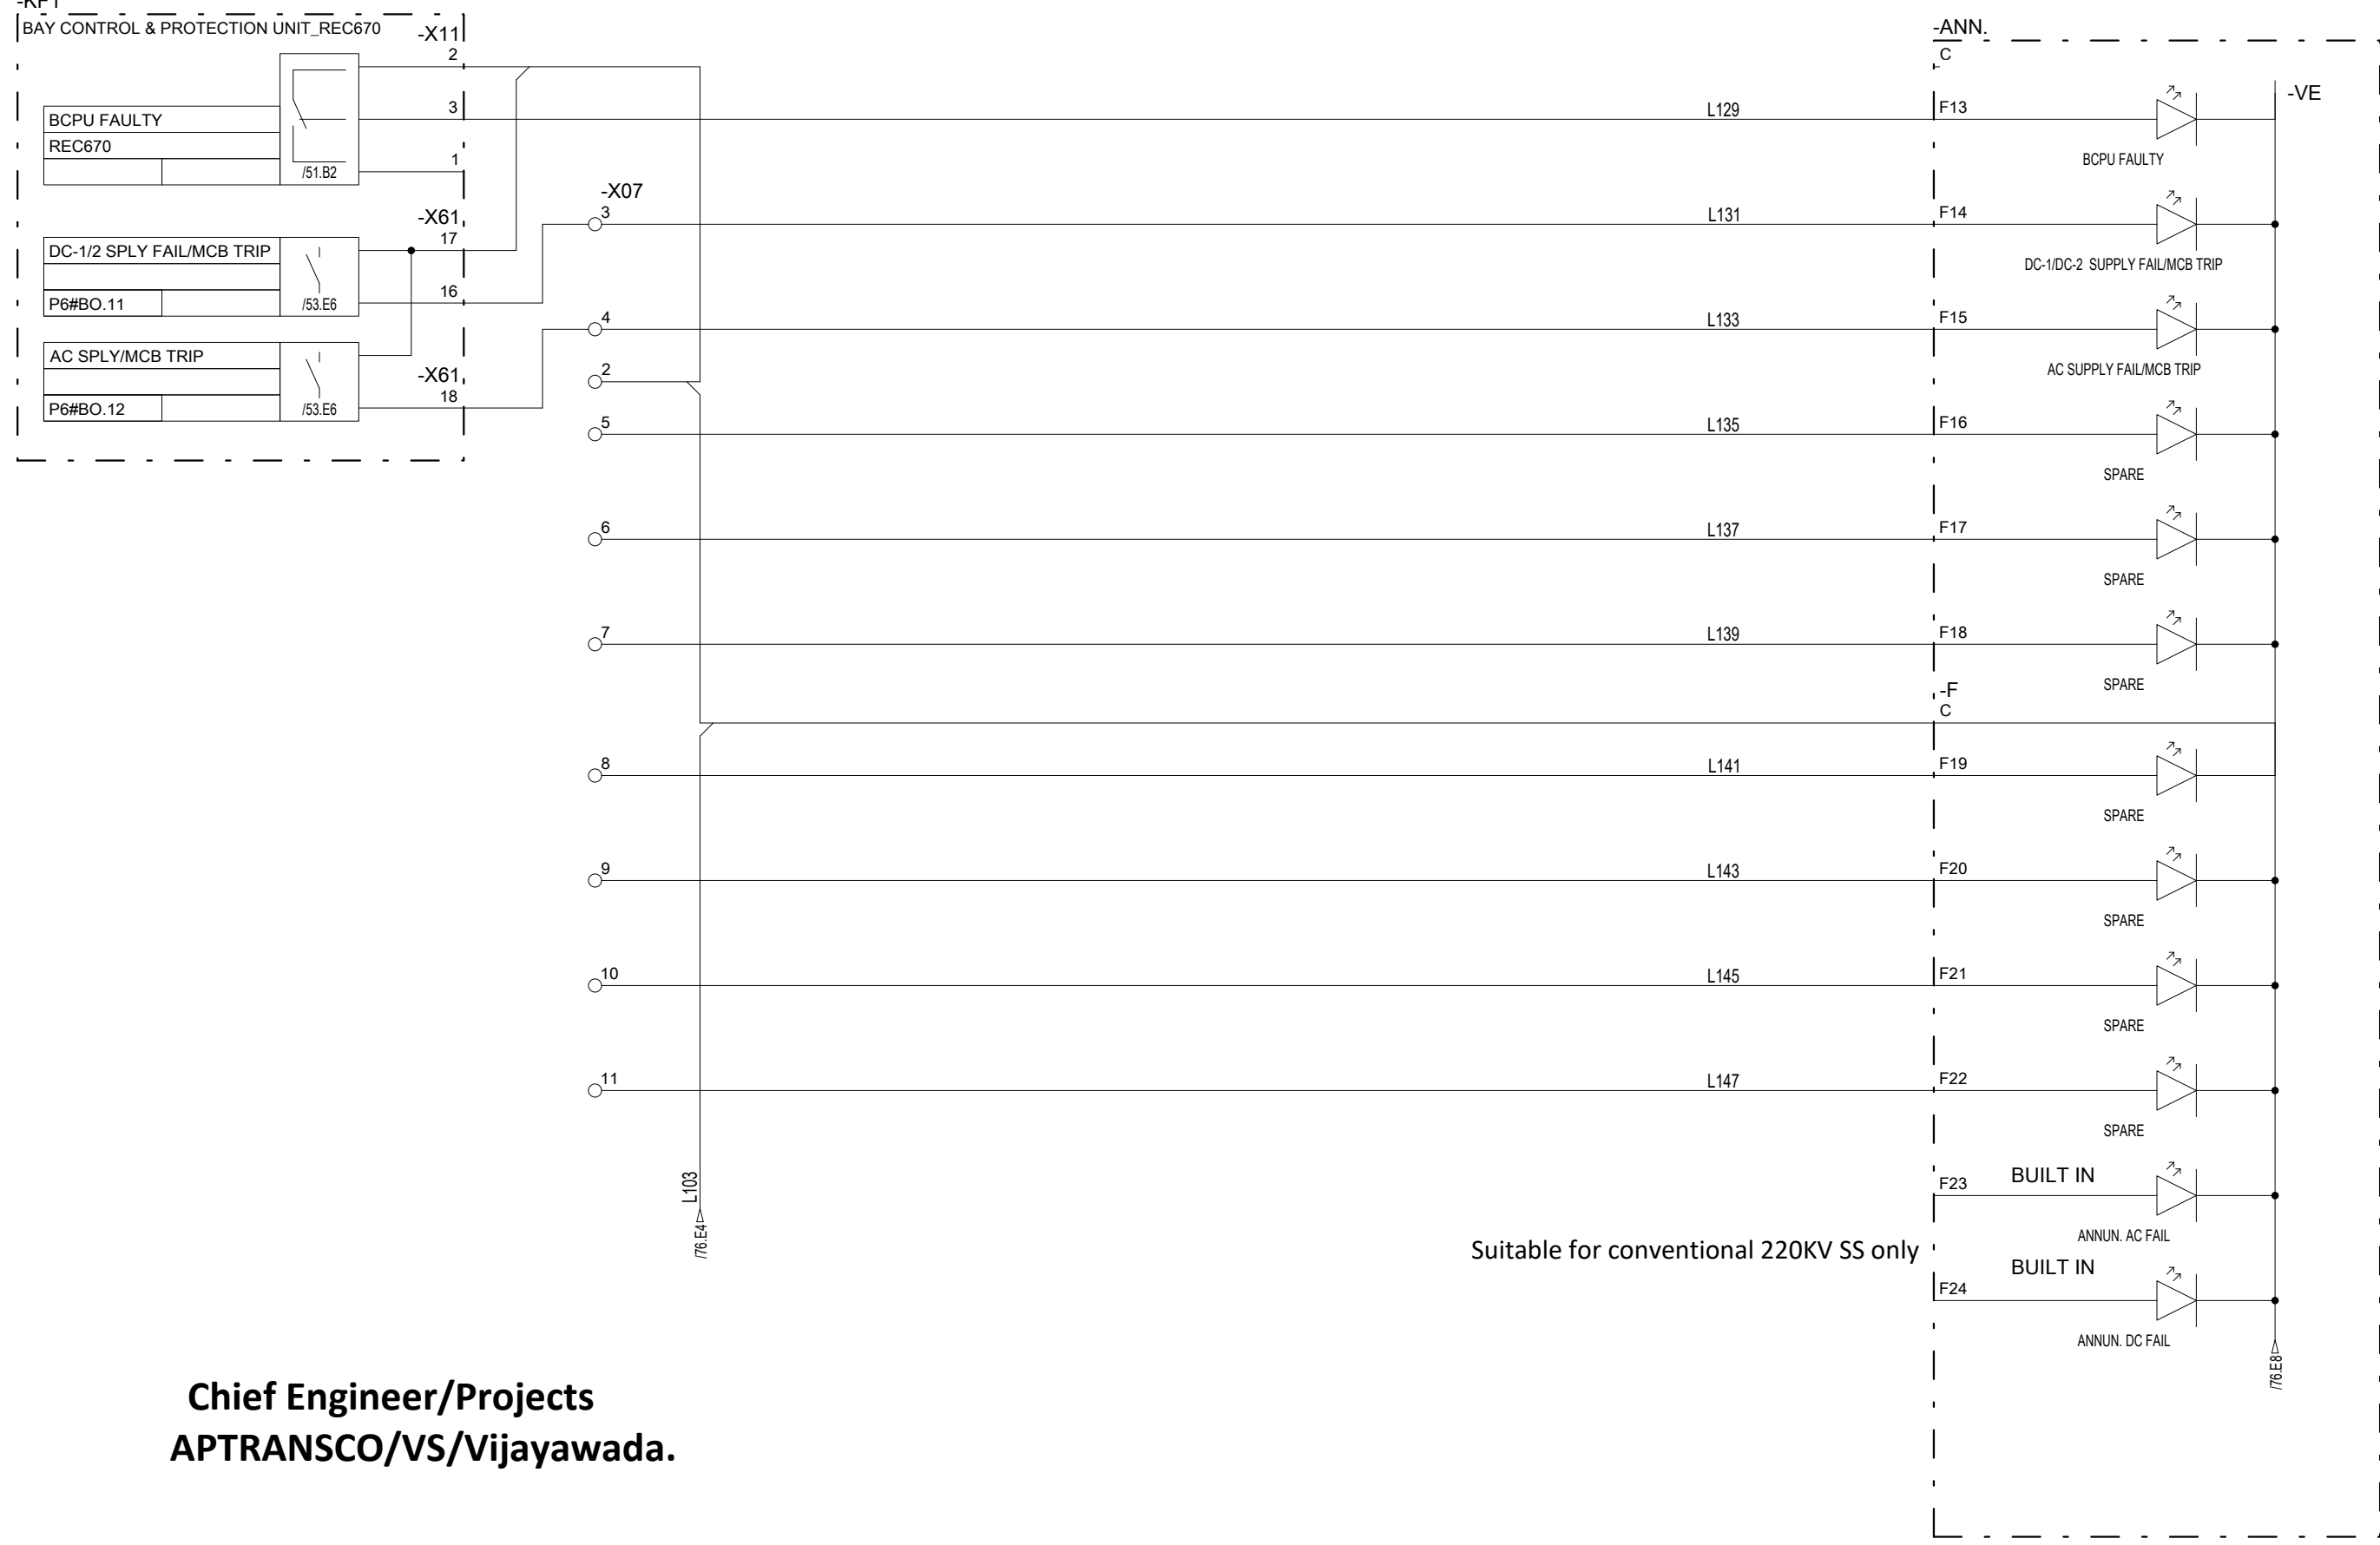 -KF1
BAY CONTROL & PROTECTION UNIT_REC670
-X11
2
3
1
BCPU FAULTY
REC670
/51.B2
-X61
17
DC-1/2 SPLY FAIL/MCB TRIP
16
P6#BO.11
/53.E6
AC SPLY/MCB TRIP
-X61
18
P6#BO.12
/53.E6
-X07
3
4
2
5
6
7
8
9
10
11
L103
/76.E4
L129
L131
L133
L135
L137
L139
L141
L143
L145
L147
-ANN.
C
-VE
F13
BCPU FAULTY
F14
DC-1/DC-2 SUPPLY FAIL/MCB TRIP
F15
AC SUPPLY FAIL/MCB TRIP
F16
SPARE
F17
SPARE
F18
SPARE
-F
C
F19
SPARE
F20
SPARE
F21
SPARE
F22
SPARE
F23
BUILT IN
ANNUN. AC FAIL
F24
BUILT IN
ANNUN. DC FAIL
/76.E8
Suitable for conventional 220KV SS only
Chief Engineer/Projects
APTRANSCO/VS/Vijayawada.